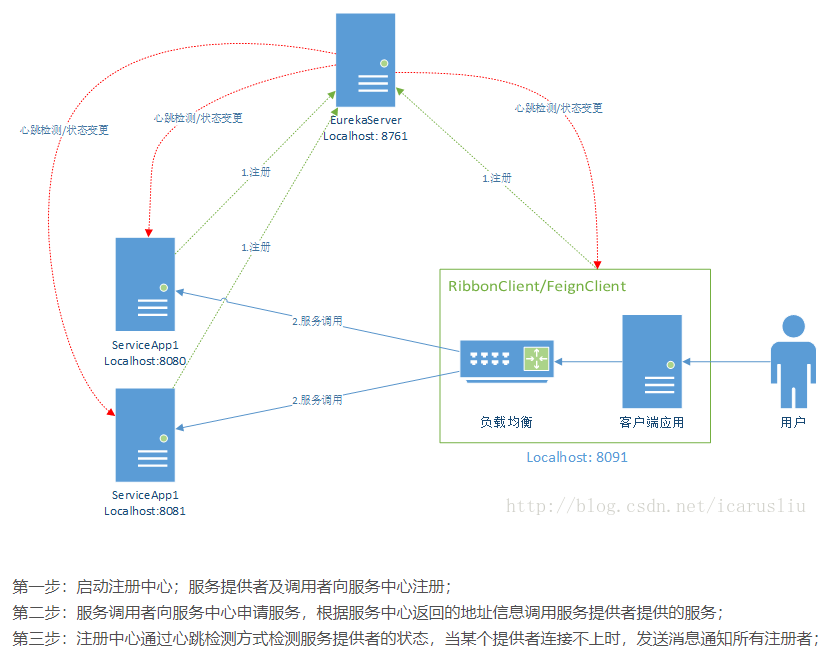 心跳检测/状态变更
心跳检测/状态变更
心跳检测/状态变更
EurekaServer
Localhost: 8761
1.注册
1.注册
1.注册
RibbonClient/FeignClient
2.服务调用
ServiceApp1
Localhost:8080
2.服务调用
负载均衡
客户端应用
用户
Localhost: 8091
ServiceApp1
Localhost:8081
http://blog.csdn.net/icarusliu
第一步：启动注册中心；服务提供者及调用者向服务中心注册；
第二步：服务调用者向服务中心申请服务，根据服务中心返回的地址信息调用服务提供者提供的服务；
第三步：注册中心通过心跳检测方式检测服务提供者的状态，当某个提供者连接不上时，发送消息通知所有注册者；